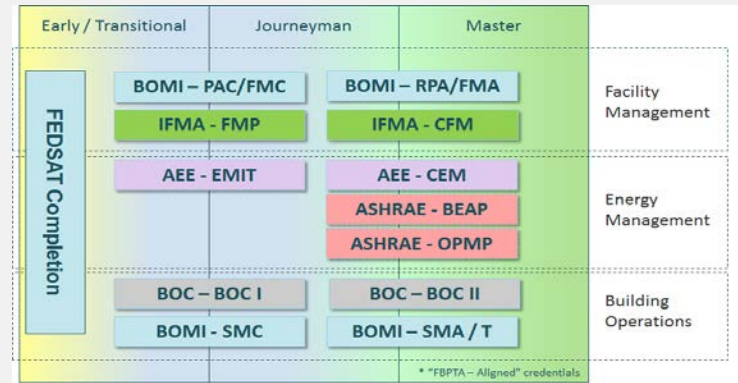 Early / Transitional
Journeyman
Master
FEDSAT Completion
BOMI – PAC/FMC
BOMI – RPA/FMA
IFMA - FMP
IFMA - CFM
Facility
Management
AEE - EMIT
AEE - CEM
ASHRAE - BEAP
ASHRAE - OPMP
Energy
Management
BOC – BOC I
BOC – BOC II
BOMI - SMC
BOMI – SMA / T
Building
Operations
* "FBPTA – Aligned" credentials